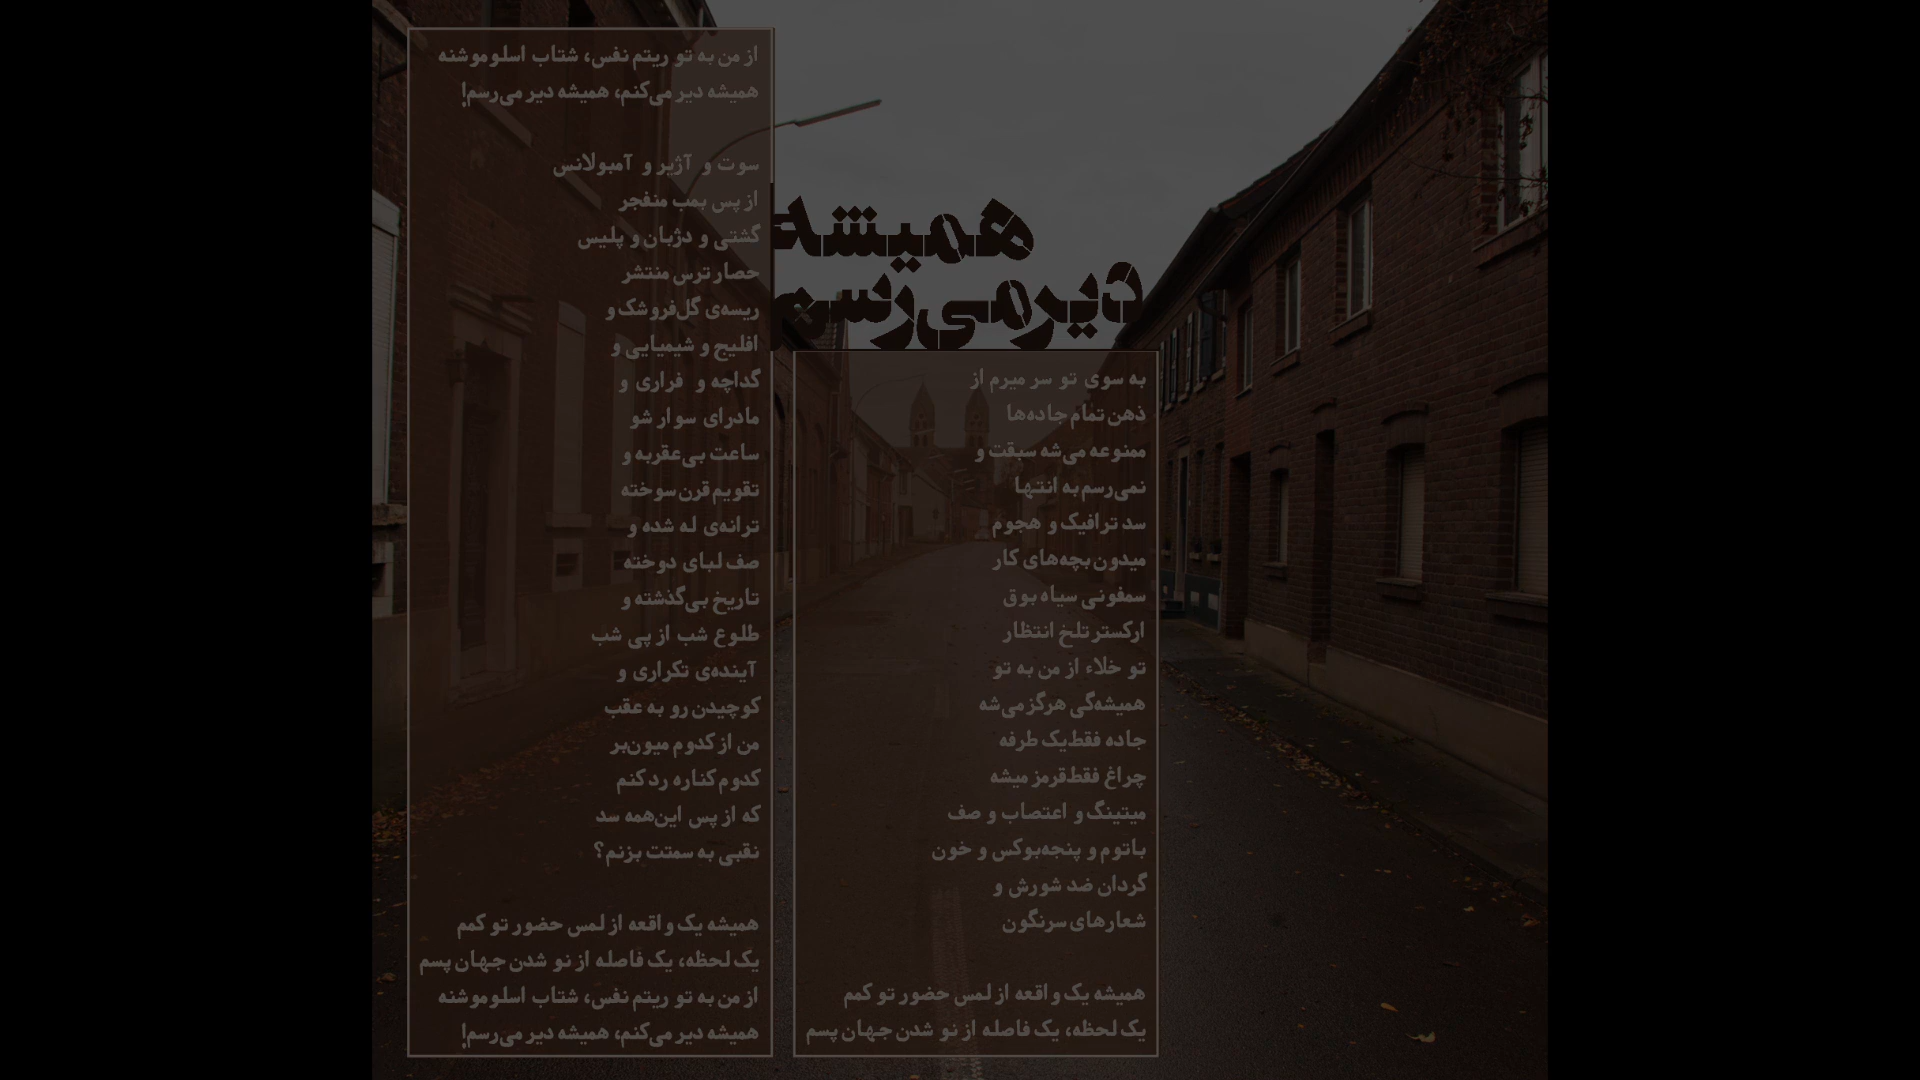 همیشه
دیر می‌رسم
به سوی تو سر میرم از
ذهن تمام جاده‌ها
ممنوعه می‌شه سبقت و
نمی‌رسم به انتها
سد ترافیک و هجوم
میدون بچه‌های کار
سمفونی سیاه بوق
ارکستر تلخ انتظار
تو خلاء از من به تو
همیشه‌گی هرگز می‌شه
جاده فقط یک طرفه
چراغ فقط قرمز میشه
میتینگ و اعتصاب و صف
باتوم و پنجه‌بوکس و خون
گردان ضد شورش و
شعارهای سرنگون
همیشه یک واقعه از لمس حضور تو کمم
یک لحظه، یک فاصله از نو شدن جهان پسم
از من به تو ریتم نفس، شتاب اسلوموشنه
همیشه دیر می‌کنم، همیشه دیر می‌رسم!
سوت و آژیر و آمبولانس
از پس بمب منفجر
گشتی و دژبان و پلیس
حصار ترس منتشر
ریسه‌ی گل‌فروشک و
افلیج و شیمیایی و
گداچه و فراری و
مادرای سوار شو
ساعت بی‌عقربه و
تقویم قرن سوخته
ترانه‌ی له شده و
صف لبای دوخته
تاریخ بی‌گذشته و
طلوع شب از پی شب
آینده‌ی تکراری و
کوچیدن رو به عقب
من از کدوم میون‌بر
کدوم کناره رد کنم
که از پس این‌همه سد
نقبی به سمتت بزنم؟
همیشه یک واقعه از لمس حضور تو کمم
یک لحظه، یک فاصله از نو شدن جهان پسم
از من به تو ریتم نفس، شتاب اسلوموشنه
همیشه دیر می‌کنم، همیشه دیر می‌رسم!